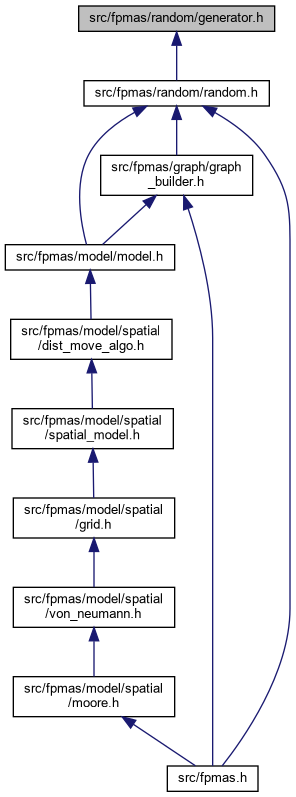 src/fpmas/random/generator.h
src/fpmas/random/random.h
src/fpmas/graph/graph
_builder.h
src/fpmas/model/model.h
src/fpmas/model/spatial
/dist_move_algo.h
src/fpmas/model/spatial
/spatial_model.h
src/fpmas/model/spatial
/grid.h
src/fpmas/model/spatial
/von_neumann.h
src/fpmas/model/spatial
/moore.h
src/fpmas.h